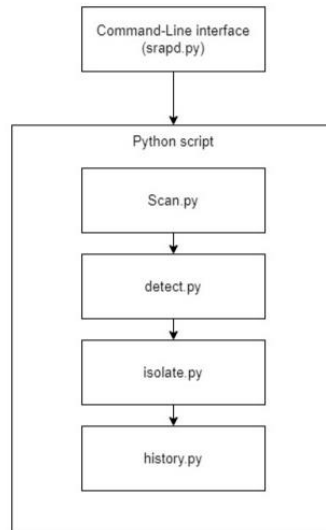 Command-Line interface
(srapd.py)
Python script
Scan.py
detect.py
isolate.py
history.py